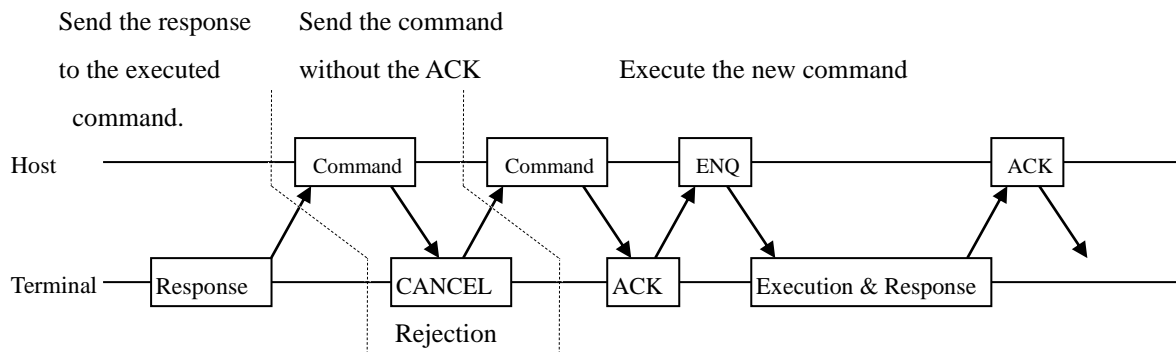 Send the response
to the executed
command.
Send the command
without the ACK
Execute the new command
Host
Command
Command
ENQ
ACK
Terminal
Response
CANCEL
ACK
Execution & Response
Rejection